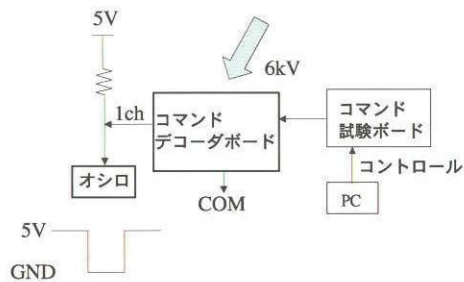 5V
6kV
1ch
コマンド
デコーダボード
コマンド
試験ボード
オシロ
コントロール
COM
PC
5V
GND